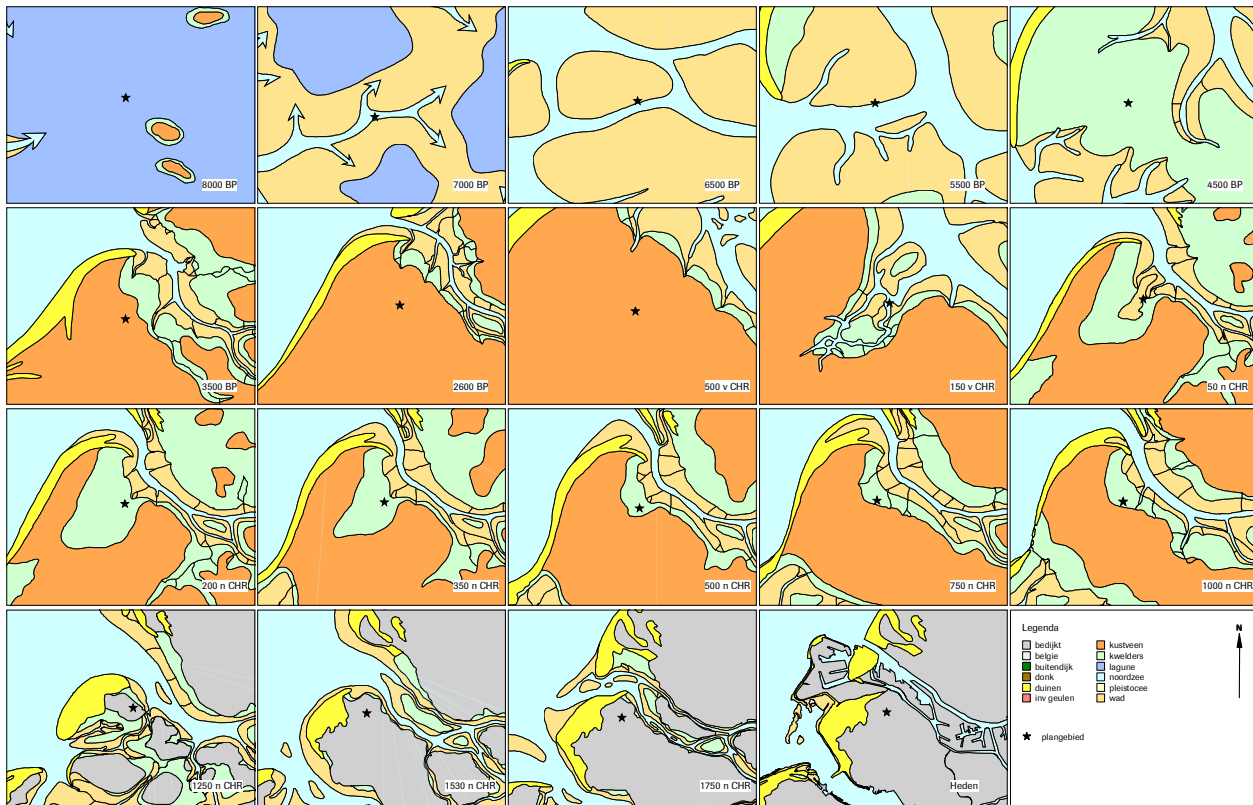 8000 BP
7000 BP
6500 BP
5500 BP
4500 BP
3500 BP
2600 BP
500 v CHR
150 v CHR
50 n CHR
200 n CHR
350 n CHR
500 n CHR
750 n CHR
1000 n CHR
1250 n CHR
1530 n CHR
1750 n CHR
Heden
Legenda
N
bedijkt
belgie
buitendijk
donk
duinen
inv geulen
kustveen
kwelders
lagune
noordzee
pleistocee
wad
plangebied